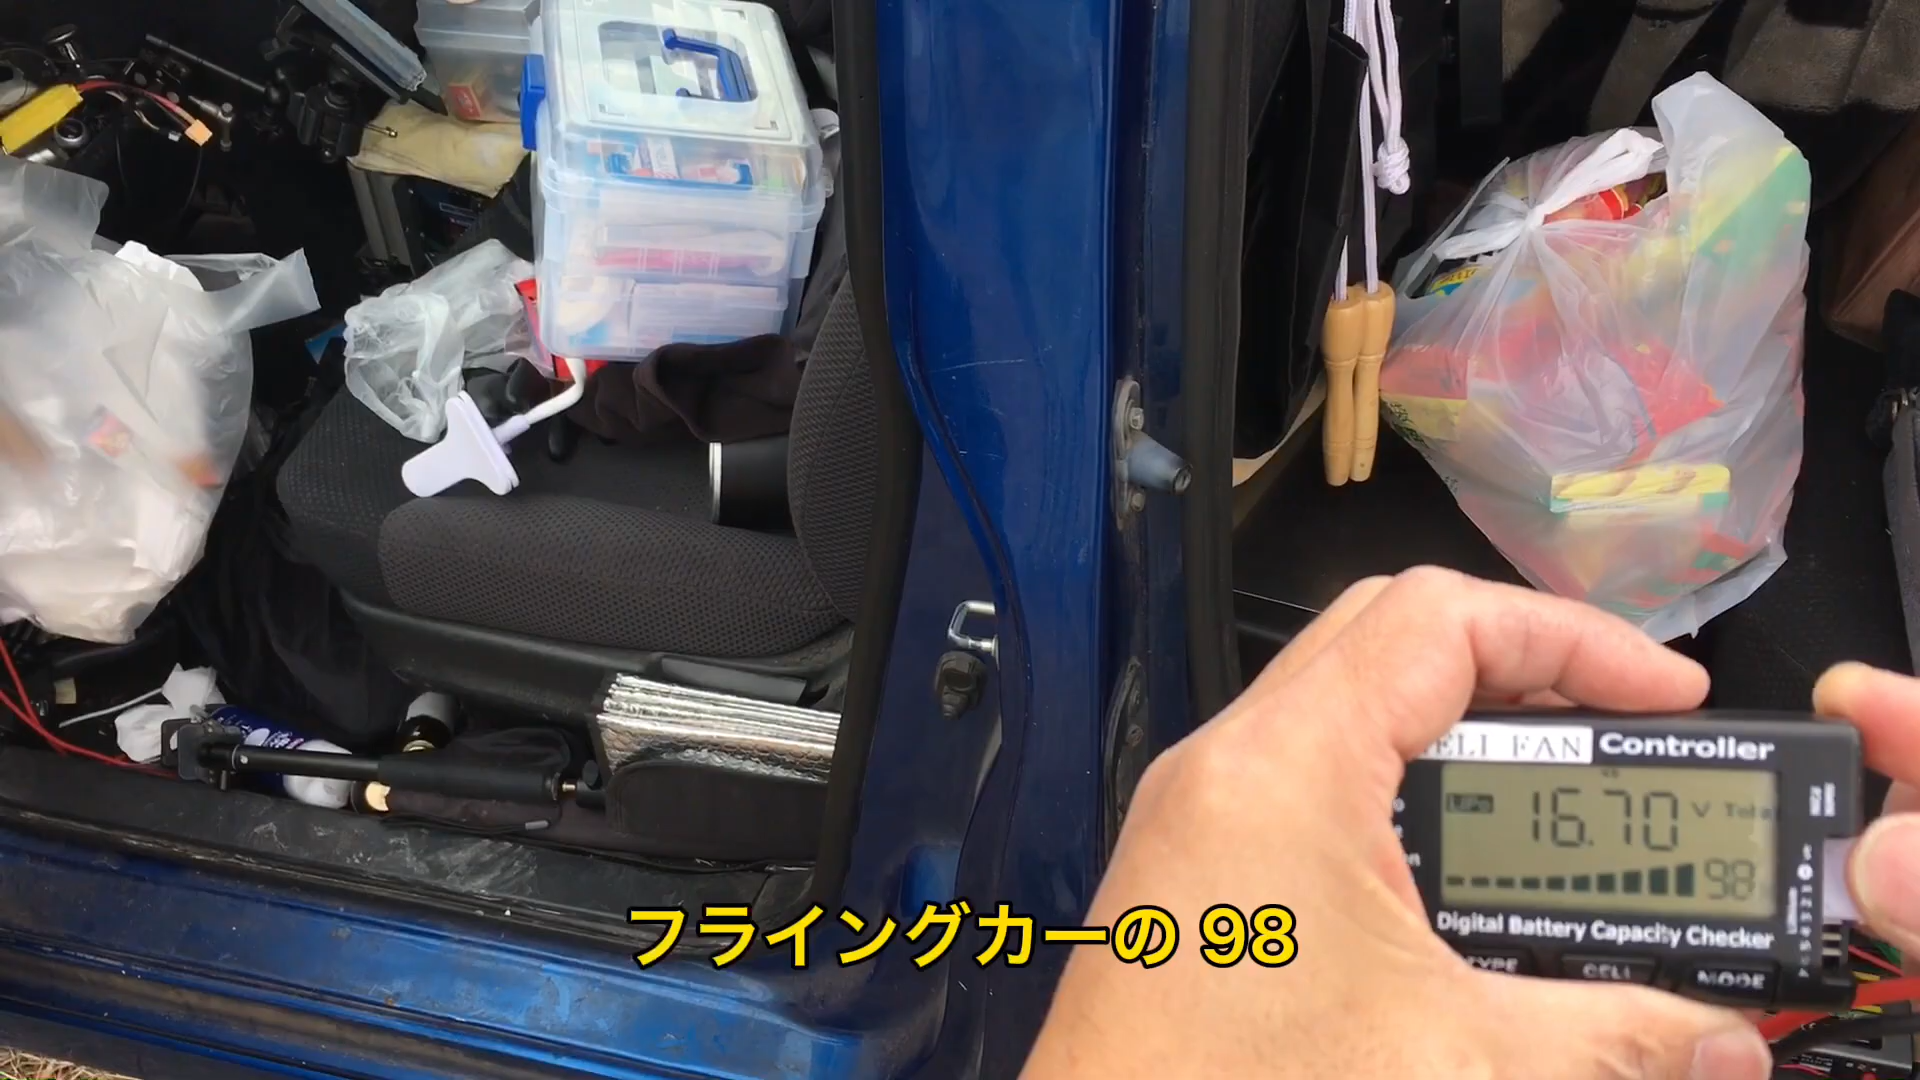 ELI FAN Controller
LiPo 16.70 V Total
98
Digital Battery Capacity Checker
TYPE CELL MODE
フライングカーの 98